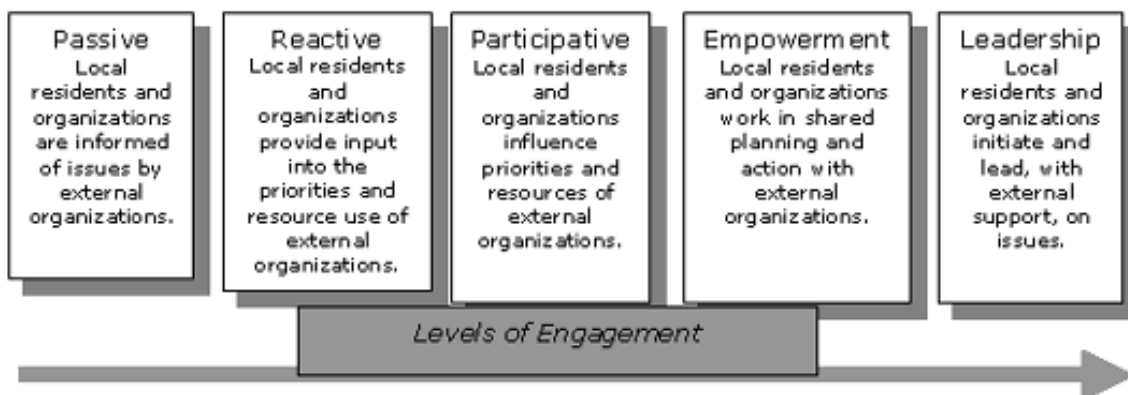 Passive
Local
residents and
organizations
are informed
of issues by
external
organizations.
Reactive
Local residents
and
organizations
provide input
into the
priorities and
resource use of
external
organizations.
Participative
Local residents
and
organizations
influence
priorities and
resources of
external
organizations.
Empowerment
Local residents
and organizations
work in shared
planning and
action with
external
organizations.
Leadership
Local
residents and
organizations
initiate and
lead, with
external
support, on
issues.
Levels of Engagement